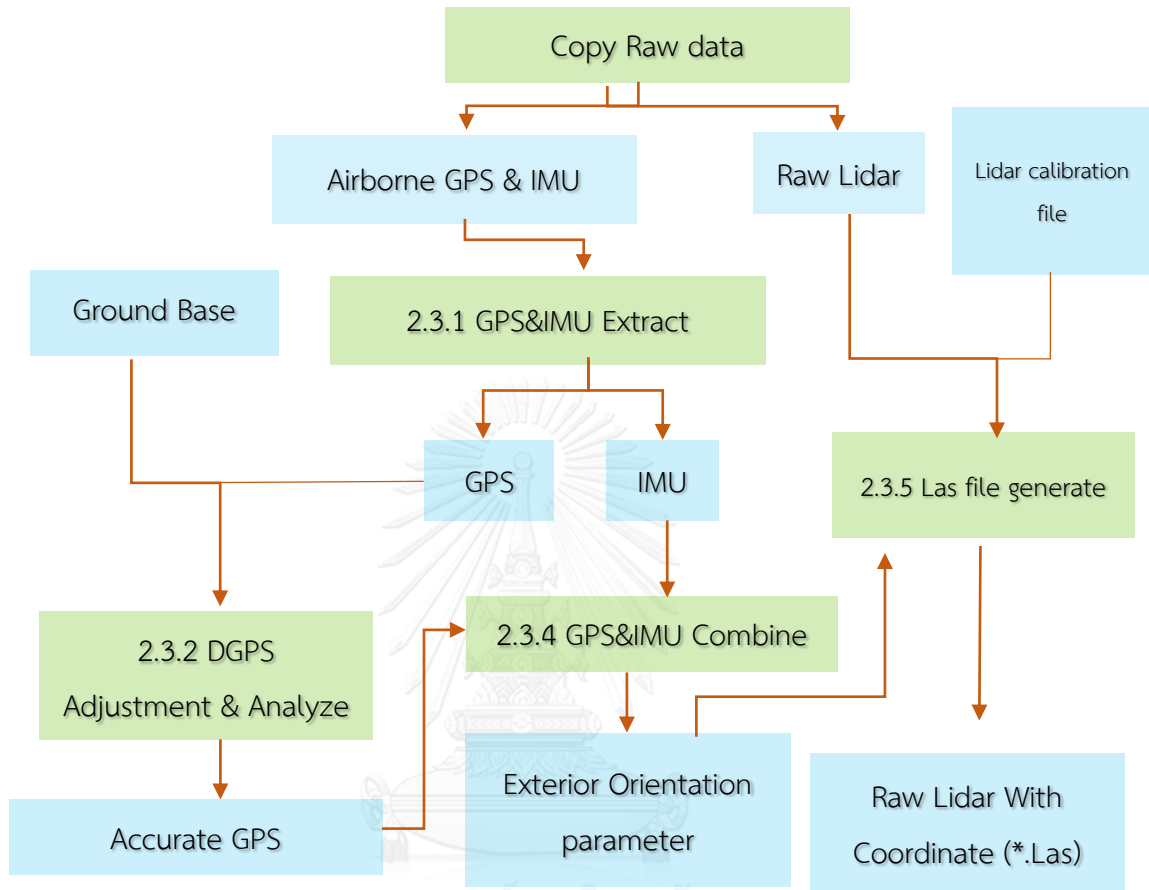 Copy Raw data
Airborne GPS & IMU
Raw Lidar
Lidar calibration
file
Ground Base
2.3.1 GPS&IMU Extract
GPS
IMU
2.3.5 Las file generate
2.3.2 DGPS
Adjustment & Analyze
2.3.4 GPS&IMU Combine
Accurate GPS
Exterior Orientation
parameter
Raw Lidar With
Coordinate (*.Las)